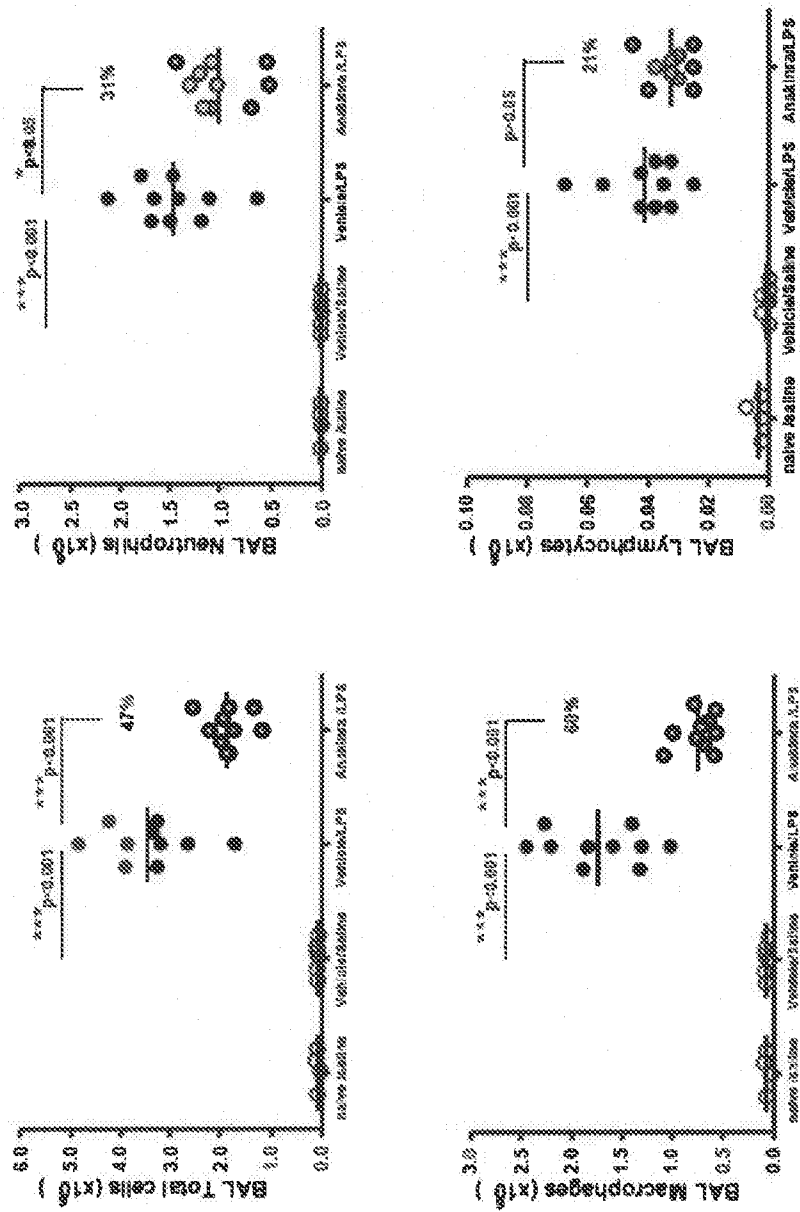 BAL Total cells (x10⁶)
6.0
5.0
4.0
3.0
2.0
1.0
0.0
***
p<0.001
***
p<0.001
47%
naive /saline
Vehicle/Saline
Vehicle/LPS
Anakinra /LPS
BAL Neutrophils (x10⁶)
3.0
2.5
2.0
1.5
1.0
0.5
0.0
***
p<0.001
*
p<0.05
31%
naive /saline
Vehicle/Saline
Vehicle/LPS
Anakinra /LPS
BAL Macrophages (x10⁶)
3.0
2.5
2.0
1.5
1.0
0.5
0.0
***
p<0.001
***
p<0.001
naive /saline
Vehicle/Saline
Vehicle/LPS
Anakinra /LPS
BAL Lymphocytes (x10⁶)
0.10
0.08
0.06
0.04
0.02
0.00
***
p<0.001
p>0.05
21%
naive /saline
Vehicle/Saline
Vehicle/LPS
Anakinra/LPS